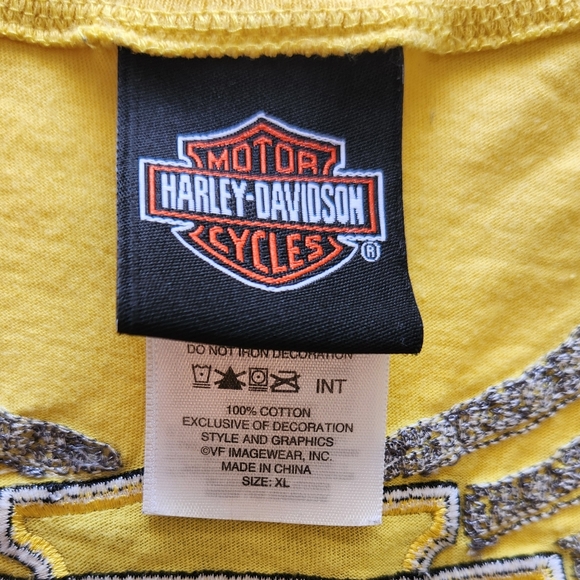 MOTOR
HARLEY-DAVIDSON
CYCLES
®
DO NOT IRON DECORATION
INT
100% COTTON
EXCLUSIVE OF DECORATION
STYLE AND GRAPHICS
©VF IMAGEWEAR, INC.
MADE IN CHINA
SIZE: XL